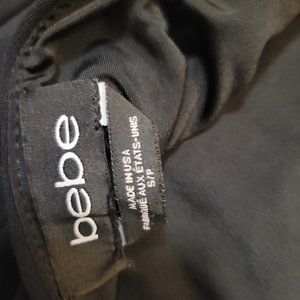 bebe
MADE IN USA
FABRIQUÉ AUX ÉTATS-UNIS
S/P